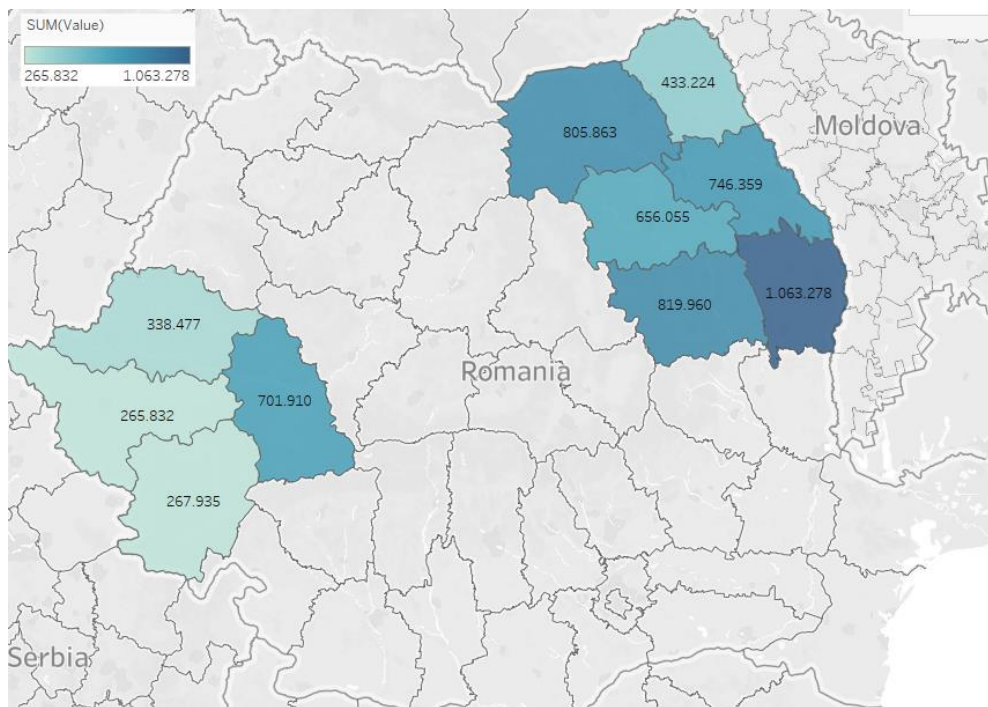 SUM(Value)
265.832 1.063.278
433.224
805.863
Moldova
746.359
656.055
1.063.278
819.960
338.477
Romania
701.910
265.832
267.935
Serbia